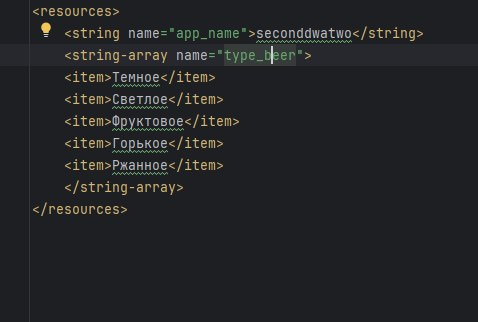 <resources>
<string name="app_name">seconddwatwo</string>
<string-array name="type_beer">
<item>Темное</item>
<item>Светлое</item>
<item>Фруктовое</item>
<item>Горькое</item>
<item>Ржанное</item>
</string-array>
</resources>